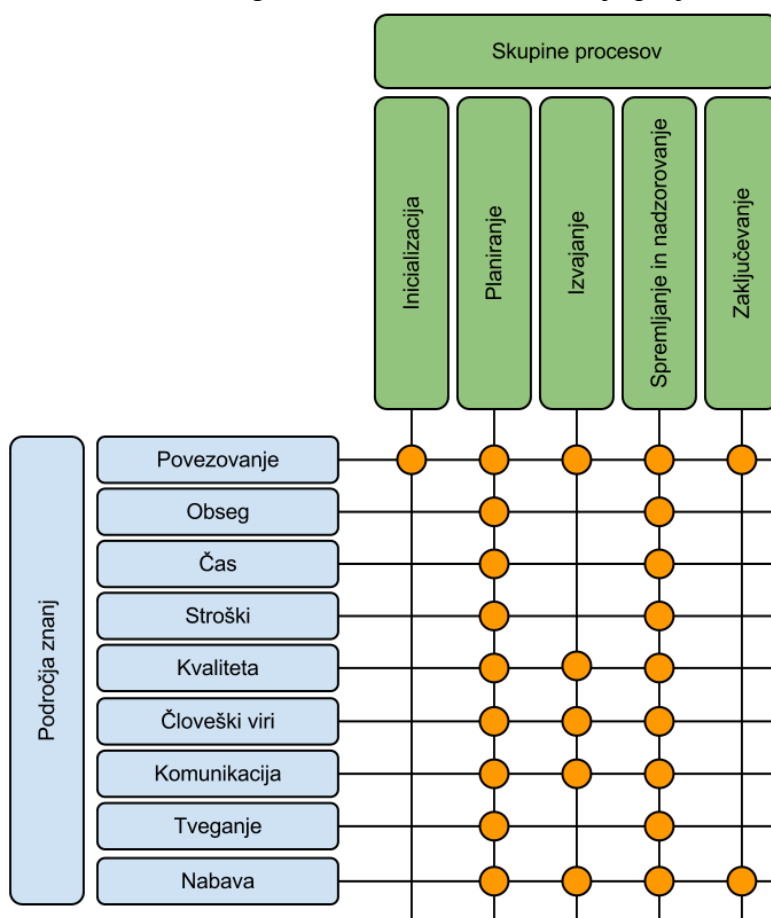 Skupine procesov
Inicializacija
Planiranje
Izvajanje
Spremljanje in nadzorovanje
Zaključevanje
Področja znanj
Povezovanje
Obseg
Čas
Stroški
Kvaliteta
Človeški viri
Komunikacija
Tveganje
Nabava